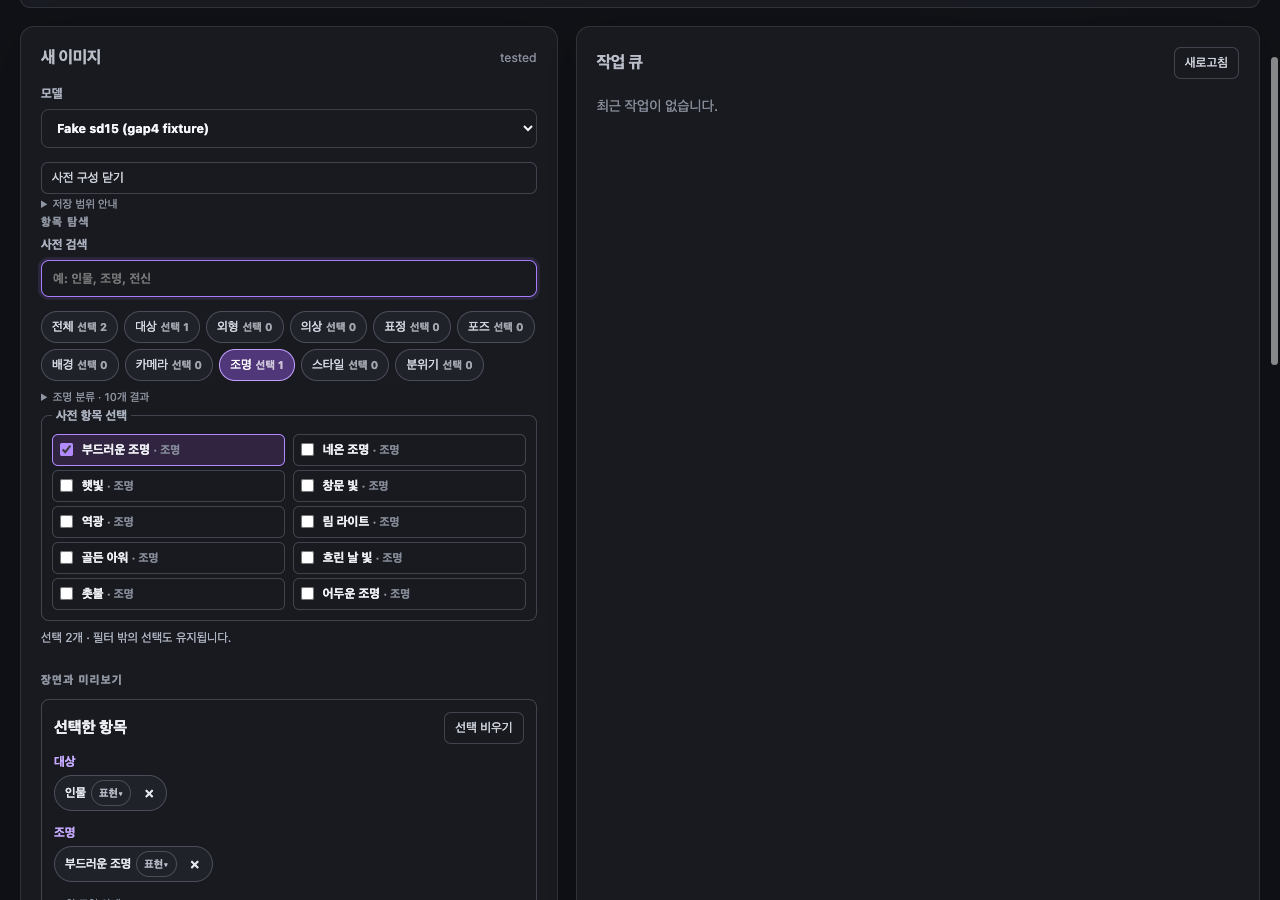 새 이미지
tested
모델
Fake sd15 (gap4 fixture)
사전 구성 닫기
▶ 저장 범위 안내
항목 탐색
사전 검색
예: 인물, 조명, 전신
전체 선택 2 대상 선택 1 외형 선택 0 의상 선택 0 표정 선택 0 포즈 선택 0
배경 선택 0 카메라 선택 0 조명 선택 1 스타일 선택 0 분위기 선택 0
▶ 조명 분류 · 10개 결과
사전 항목 선택
부드러운 조명 · 조명
네온 조명 · 조명
햇빛 · 조명
창문 빛 · 조명
역광 · 조명
림 라이트 · 조명
골든 아워 · 조명
흐린 날 빛 · 조명
촛불 · 조명
어두운 조명 · 조명
선택 2개 · 필터 밖의 선택도 유지됩니다.
장면과 미리보기
선택한 항목
선택 비우기
대상
인물 표현▾ ×
조명
부드러운 조명 표현▾ ×
작업 큐
새로고침
최근 작업이 없습니다.